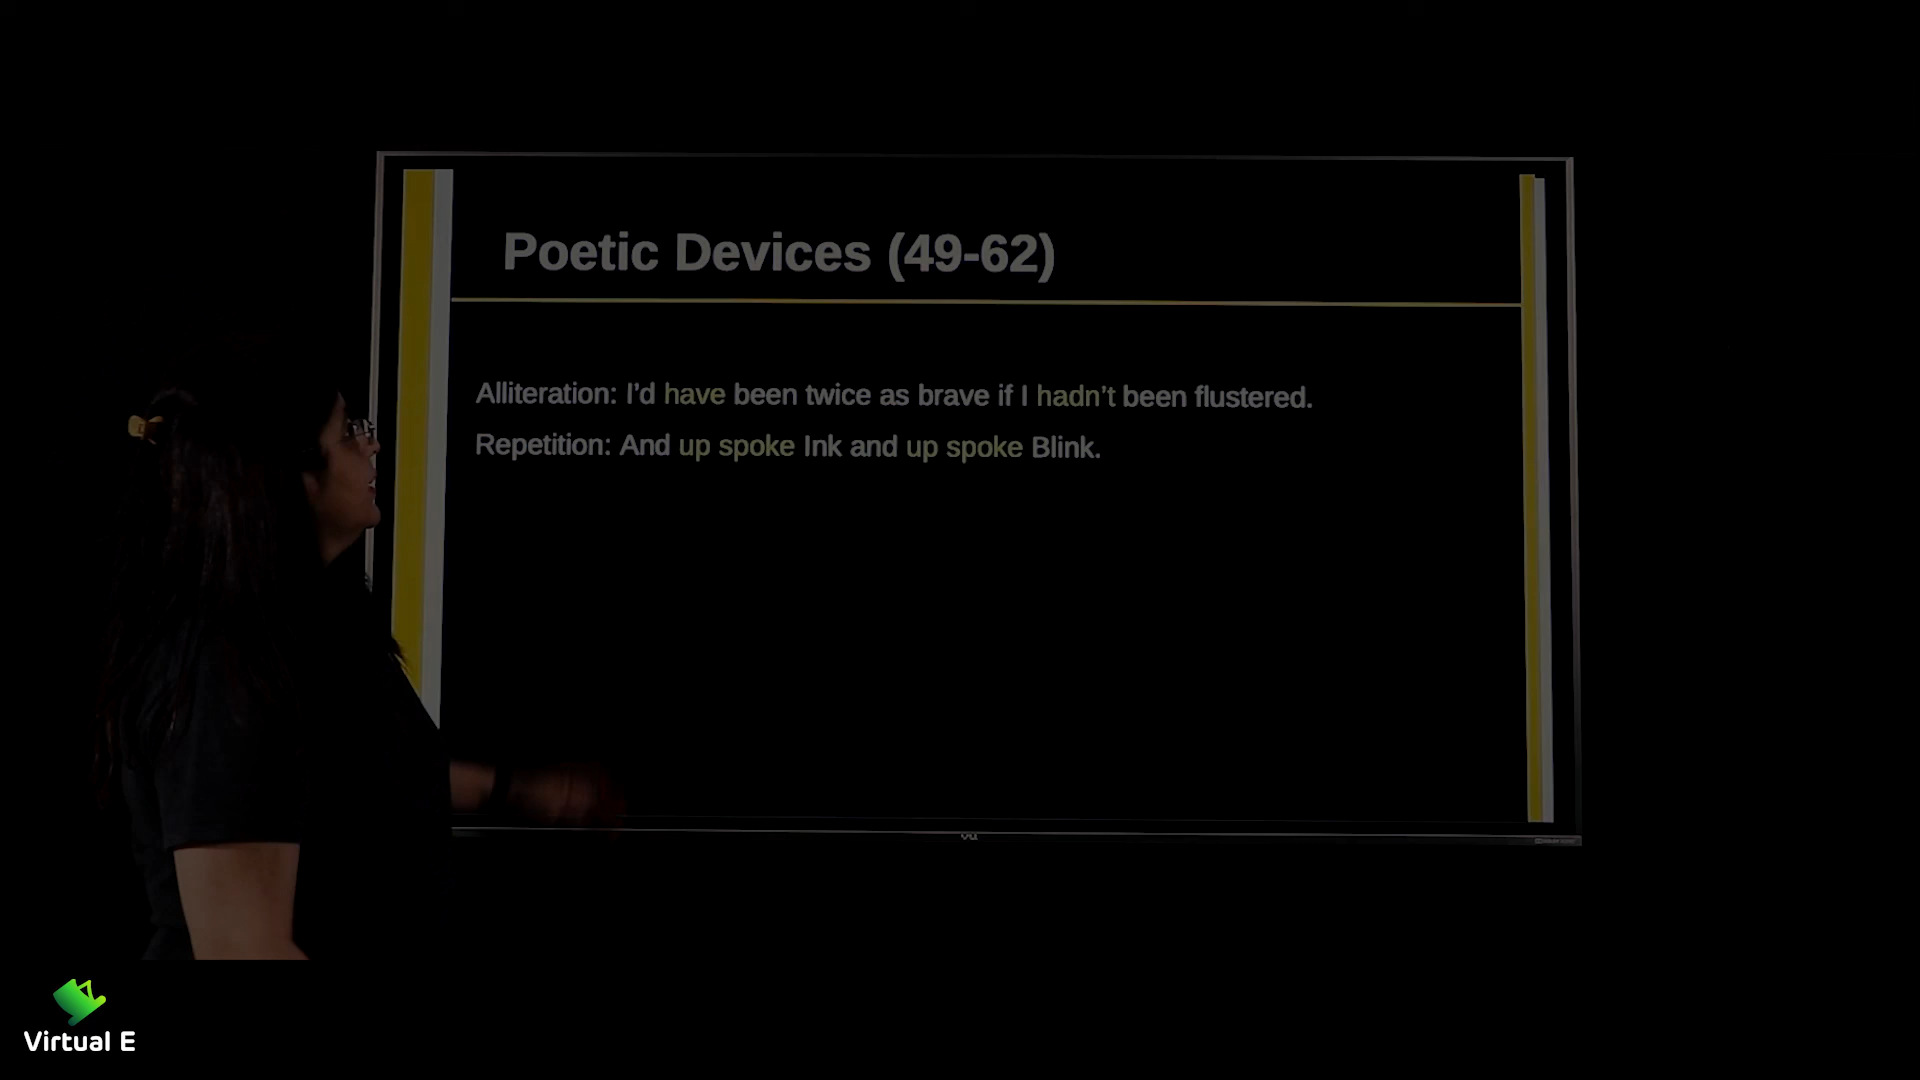 Poetic Devices (49-62)
Alliteration: I’d have been twice as brave if I hadn’t been flustered.
Repetition: And up spoke Ink and up spoke Blink.
Virtual E